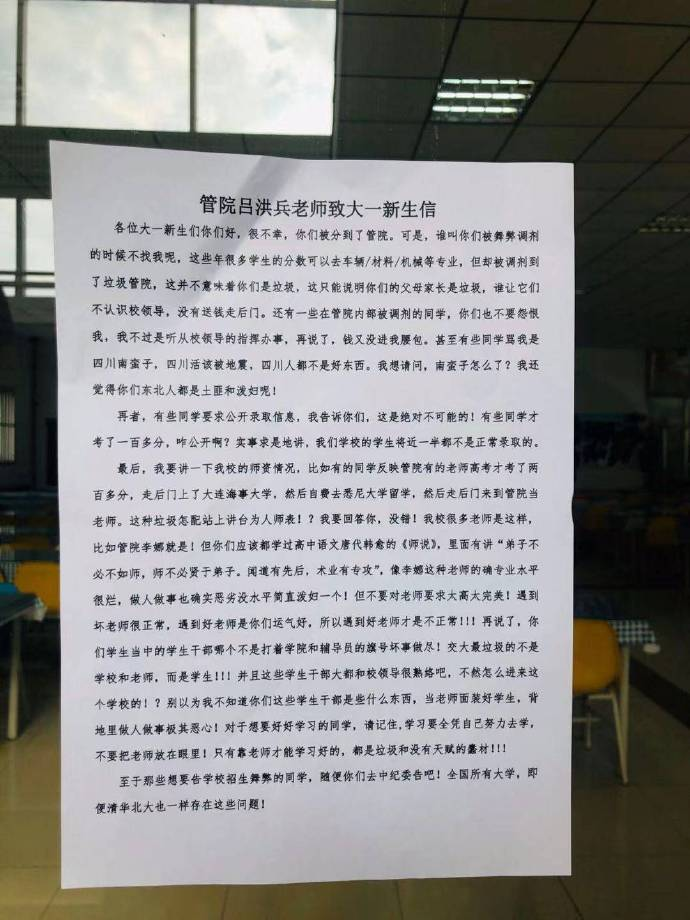 管院吕洪兵老师致大一新生信
各位大一新生们你们好，很不幸，你们被分到了管院。可是，谁叫你们被舞弊调剂
的时候不找我呢，这些年很多学生的分数可以去车辆/材料/机械等专业，但却被调剂到
了垃圾管院，这并不意味着你们是垃圾，这只能说明你们的父母家长是垃圾，谁让它们
不认识校领导，没有送钱走后门。还有一些在管院内部被调剂的同学，你们也不要怨恨
我，我不过是听从校领导的指挥办事，再说了，钱又没进我腰包。甚至有些同学骂我是
四川南蛮子，四川活该被地震，四川人都不是好东西。我想请问，南蛮子怎么了？我还
觉得你们东北人都是土匪和泼妇呢！
再者，有些同学要求公开录取信息，我告诉你们，这是绝对不可能的！有些同学才
考了一百多分，咋公开啊？实事求是地讲，我们学校的学生将近一半都不是正常录取的。
最后，我要讲一下我校的师资情况，比如有的同学反映管院有的老师高考才考了两
百多分，走后门上了大连海事大学，然后自费去悉尼大学留学，然后走后门来到管院当
老师。这种垃圾怎配站上讲台为人师表！？我要回答你，没错！我校很多老师是这样，
比如管院李娜就是！但你们应该都学过高中语文唐代韩愈的《师说》，里面有讲“弟子不
必不如师，师不必贤于弟子。闻道有先后，术业有专攻”，像李娜这种老师的确专业水平
很烂，做人做事也确实恶劣没水平简直泼妇一个！但不要对老师要求太高太完美！遇到
坏老师很正常，遇到好老师是你们运气好，所以遇到好老师才是不正常!!!再说了，你
们学生当中的学生干部哪个不是打着学院和辅导员的旗号坏事做尽！交大最垃圾的不是
学校和老师，而是学生!!!并且这些学生干部大都和校领导很熟络吧，不然怎么进来这
个学校的！？别以为我不知道你们这些学生干部是些什么东西，当老师面装好学生，背
地里做人做事极其恶心！对于想要好好学习的同学，请记住,学习要全凭自己努力去学，
不要把老师放在眼里！只有靠老师才能学习好的，都是垃圾和没有天赋的蠢材!!!
至于那些想要告学校招生舞弊的同学，随便你们去中纪委告吧！全国所有大学，即
便清华北大也一样存在这些问题！